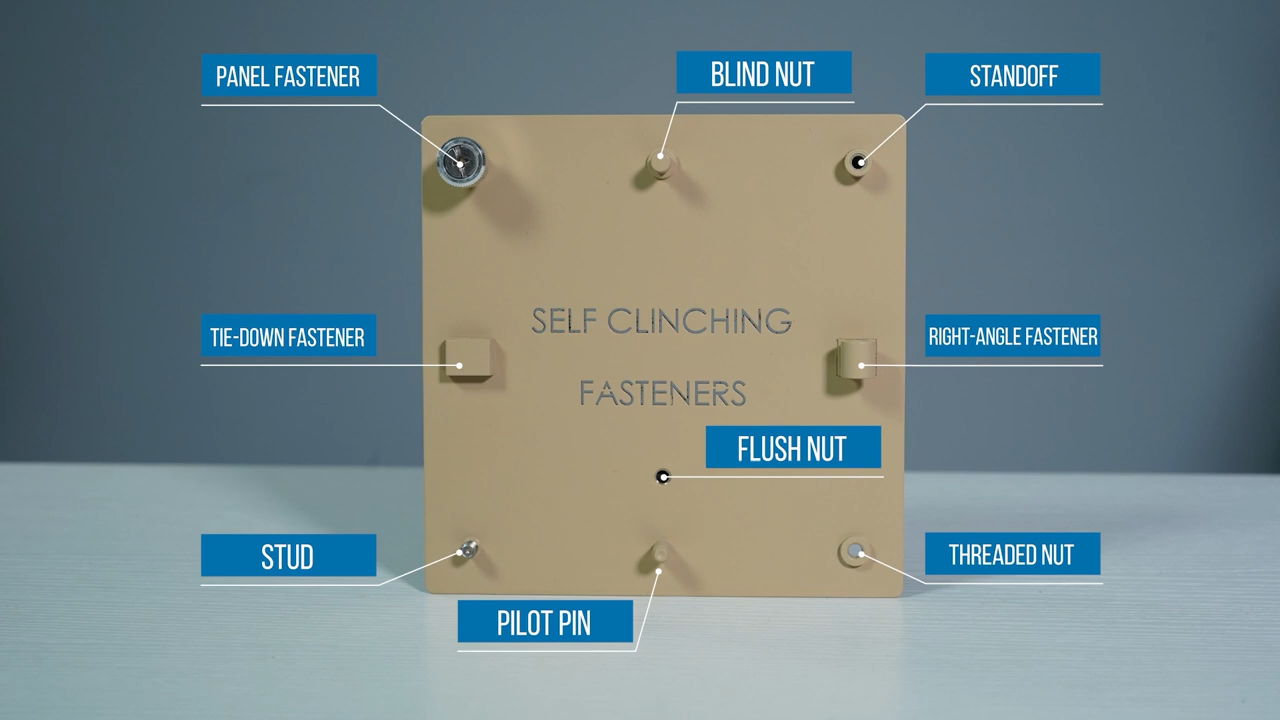 PANEL FASTENER
BLIND NUT
STANDOFF
SELF CLINCHING
TIE-DOWN FASTENER
RIGHT-ANGLE FASTENER
FASTENERS
FLUSH NUT
STUD
THREADED NUT
PILOT PIN